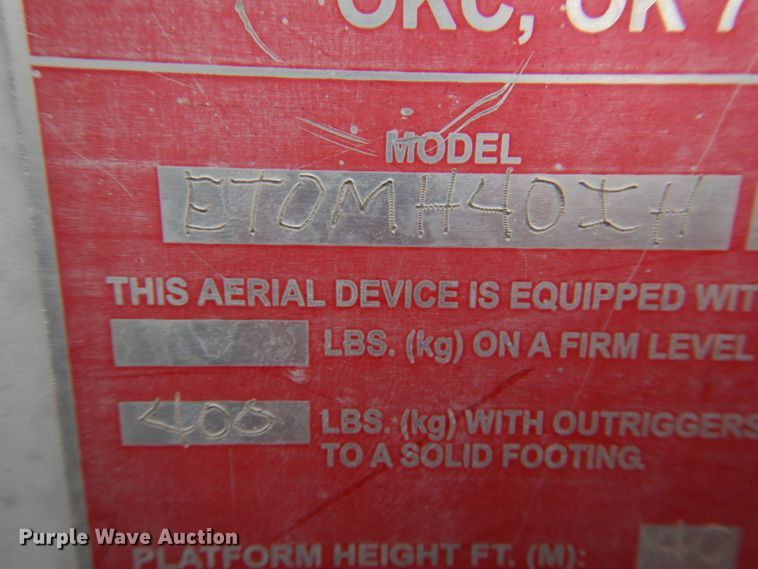 OKC, OK 7
MODEL
ETOMH40IH
THIS AERIAL DEVICE IS EQUIPPED WIT
LBS. (kg) ON A FIRM LEVEL
400 LBS. (kg) WITH OUTRIGGERS
TO A SOLID FOOTING.
PLATFORM HEIGHT FT. (M): 40
Purple Wave Auction